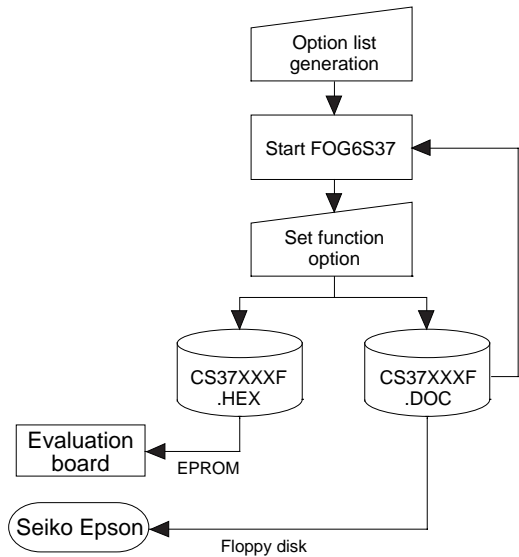 Option list
generation
Start FOG6S37
Set function
option
CS37XXXF
.HEX
CS37XXXF
.DOC
Evaluation
board
EPROM
Seiko Epson
Floppy disk